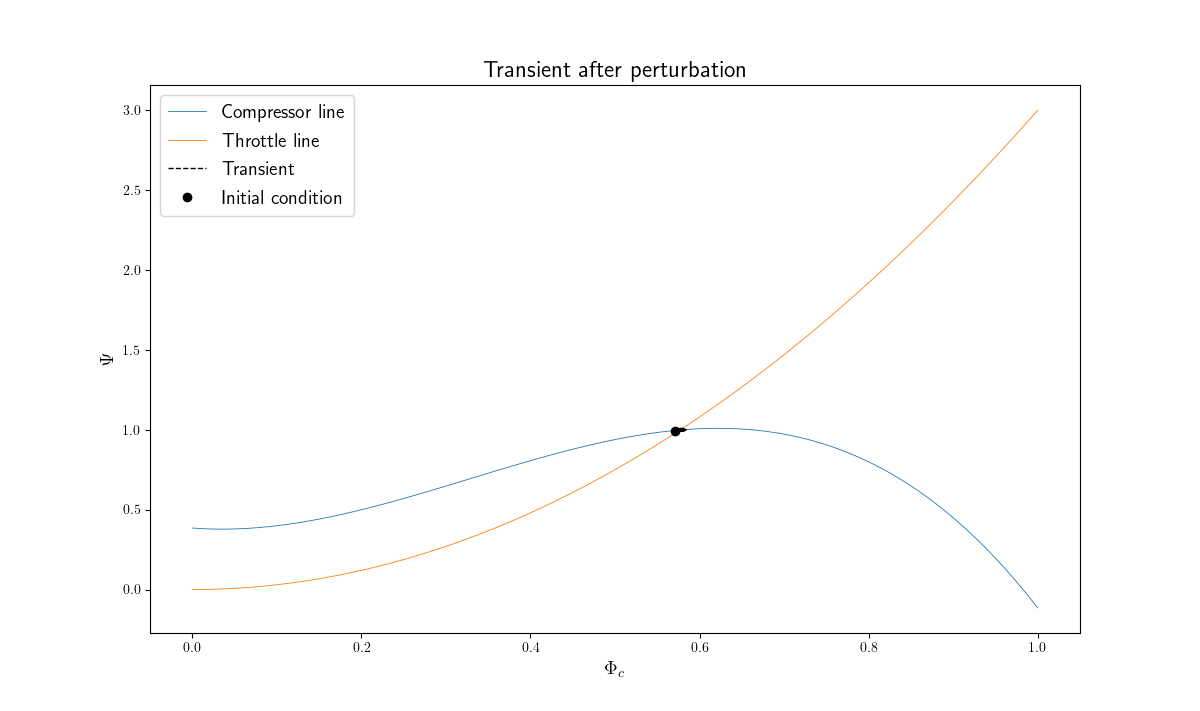 Transient after perturbation
Compressor line
Throttle line
Transient
Initial condition
3.0
2.5
2.0
1.5
1.0
0.5
0.0
Ψ
0.0 0.2 0.4 0.6 0.8 1.0
Φc